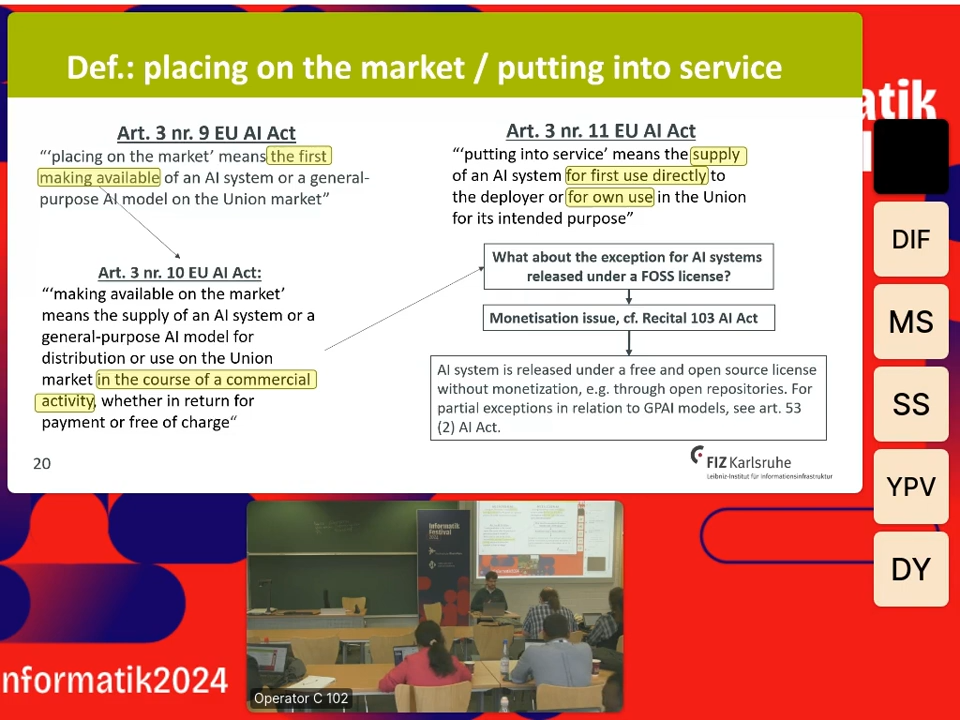 Def.: placing on the market / putting into service
Art. 3 nr. 9 EU AI Act
“‘placing on the market’ means the first
making available of an AI system or a general-
purpose AI model on the Union market”
Art. 3 nr. 10 EU AI Act:
“‘making available on the market’
means the supply of an AI system or a
general-purpose AI model for
distribution or use on the Union
market in the course of a commercial
activity, whether in return for
payment or free of charge“
Art. 3 nr. 11 EU AI Act
“‘putting into service’ means the supply
of an AI system for first use directly to
the deployer or for own use in the Union
for its intended purpose”
What about the exception for AI systems
released under a FOSS license?
Monetisation issue, cf. Recital 103 AI Act
AI system is released under a free and open source license
without monetization, e.g. through open repositories. For
partial exceptions in relation to GPAI models, see art. 53
(2) AI Act.
20
FIZ Karlsruhe
Leibniz-Institut für Informationsinfrastruktur
atik
DIF
MS
SS
YPV
DY
informatik
festival
2024
Operator C 102
nformatik2024